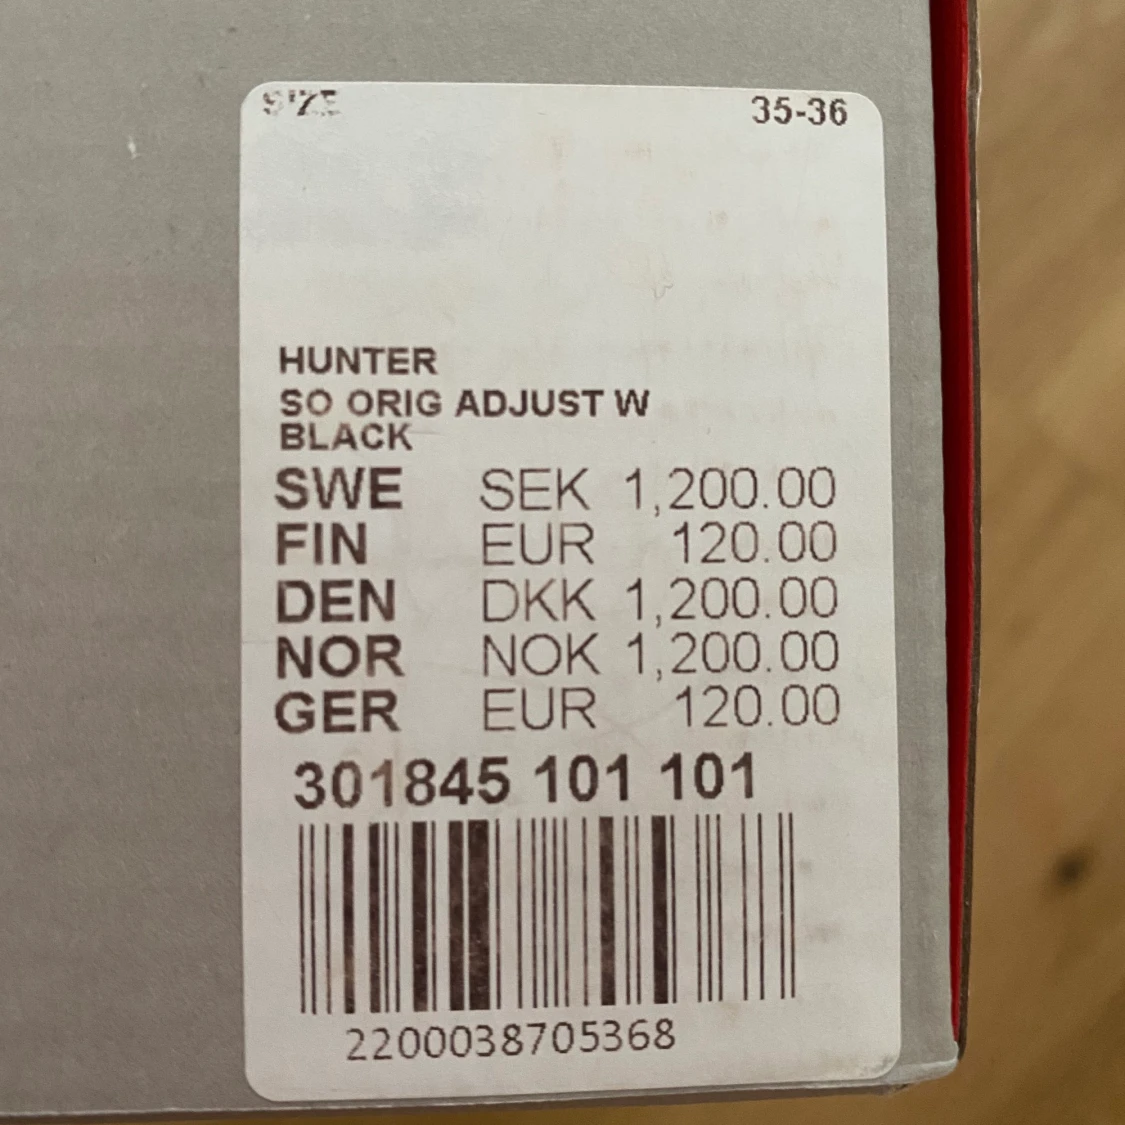 SIZE 35-36
HUNTER
SO ORIG ADJUST W
BLACK
SWE SEK 1,200.00
FIN EUR 120.00
DEN DKK 1,200.00
NOR NOK 1,200.00
GER EUR 120.00
301845 101 101
2200038705368